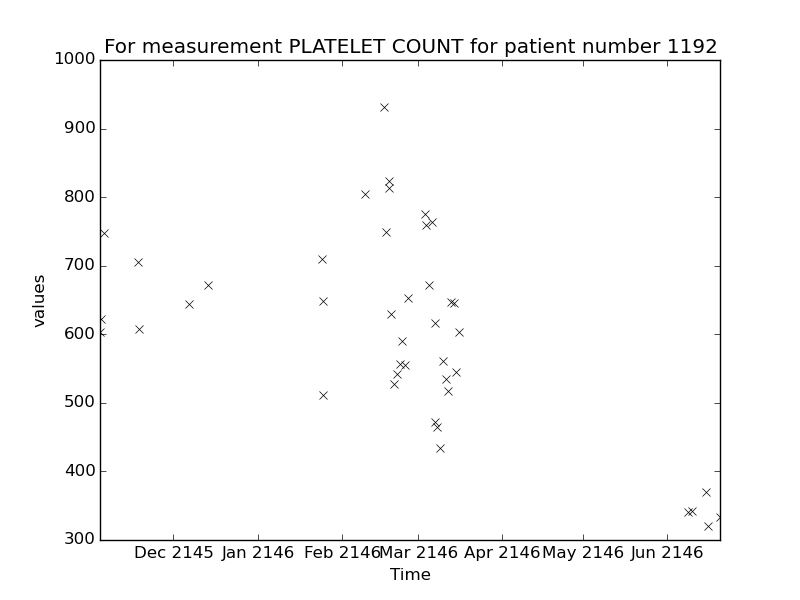 For measurement PLATELET COUNT for patient number 1192
1000
900
800
700
600
500
400
300
values
Dec 2145 Jan 2146 Feb 2146 Mar 2146 Apr 2146 May 2146 Jun 2146
Time